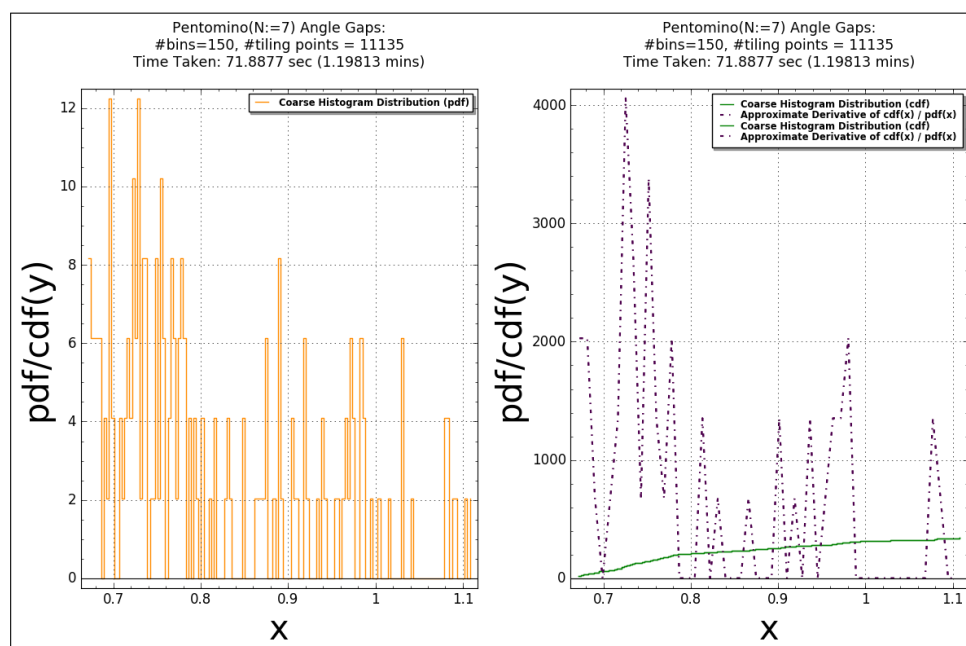 Pentomino(N:=7) Angle Gaps:
#bins=150, #tiling points = 11135
Time Taken: 71.8877 sec (1.19813 mins)
Coarse Histogram Distribution (pdf)
12
10
8
6
4
2
0
0.7
0.8
0.9
1
1.1
pdf/cdf(y)
x
Pentomino(N:=7) Angle Gaps:
#bins=150, #tiling points = 11135
Time Taken: 71.8877 sec (1.19813 mins)
Coarse Histogram Distribution (cdf)
Approximate Derivative of cdf(x) / pdf(x)
Coarse Histogram Distribution (cdf)
Approximate Derivative of cdf(x) / pdf(x)
4000
3000
2000
1000
0
0.7
0.8
0.9
1
1.1
pdf/cdf(y)
x